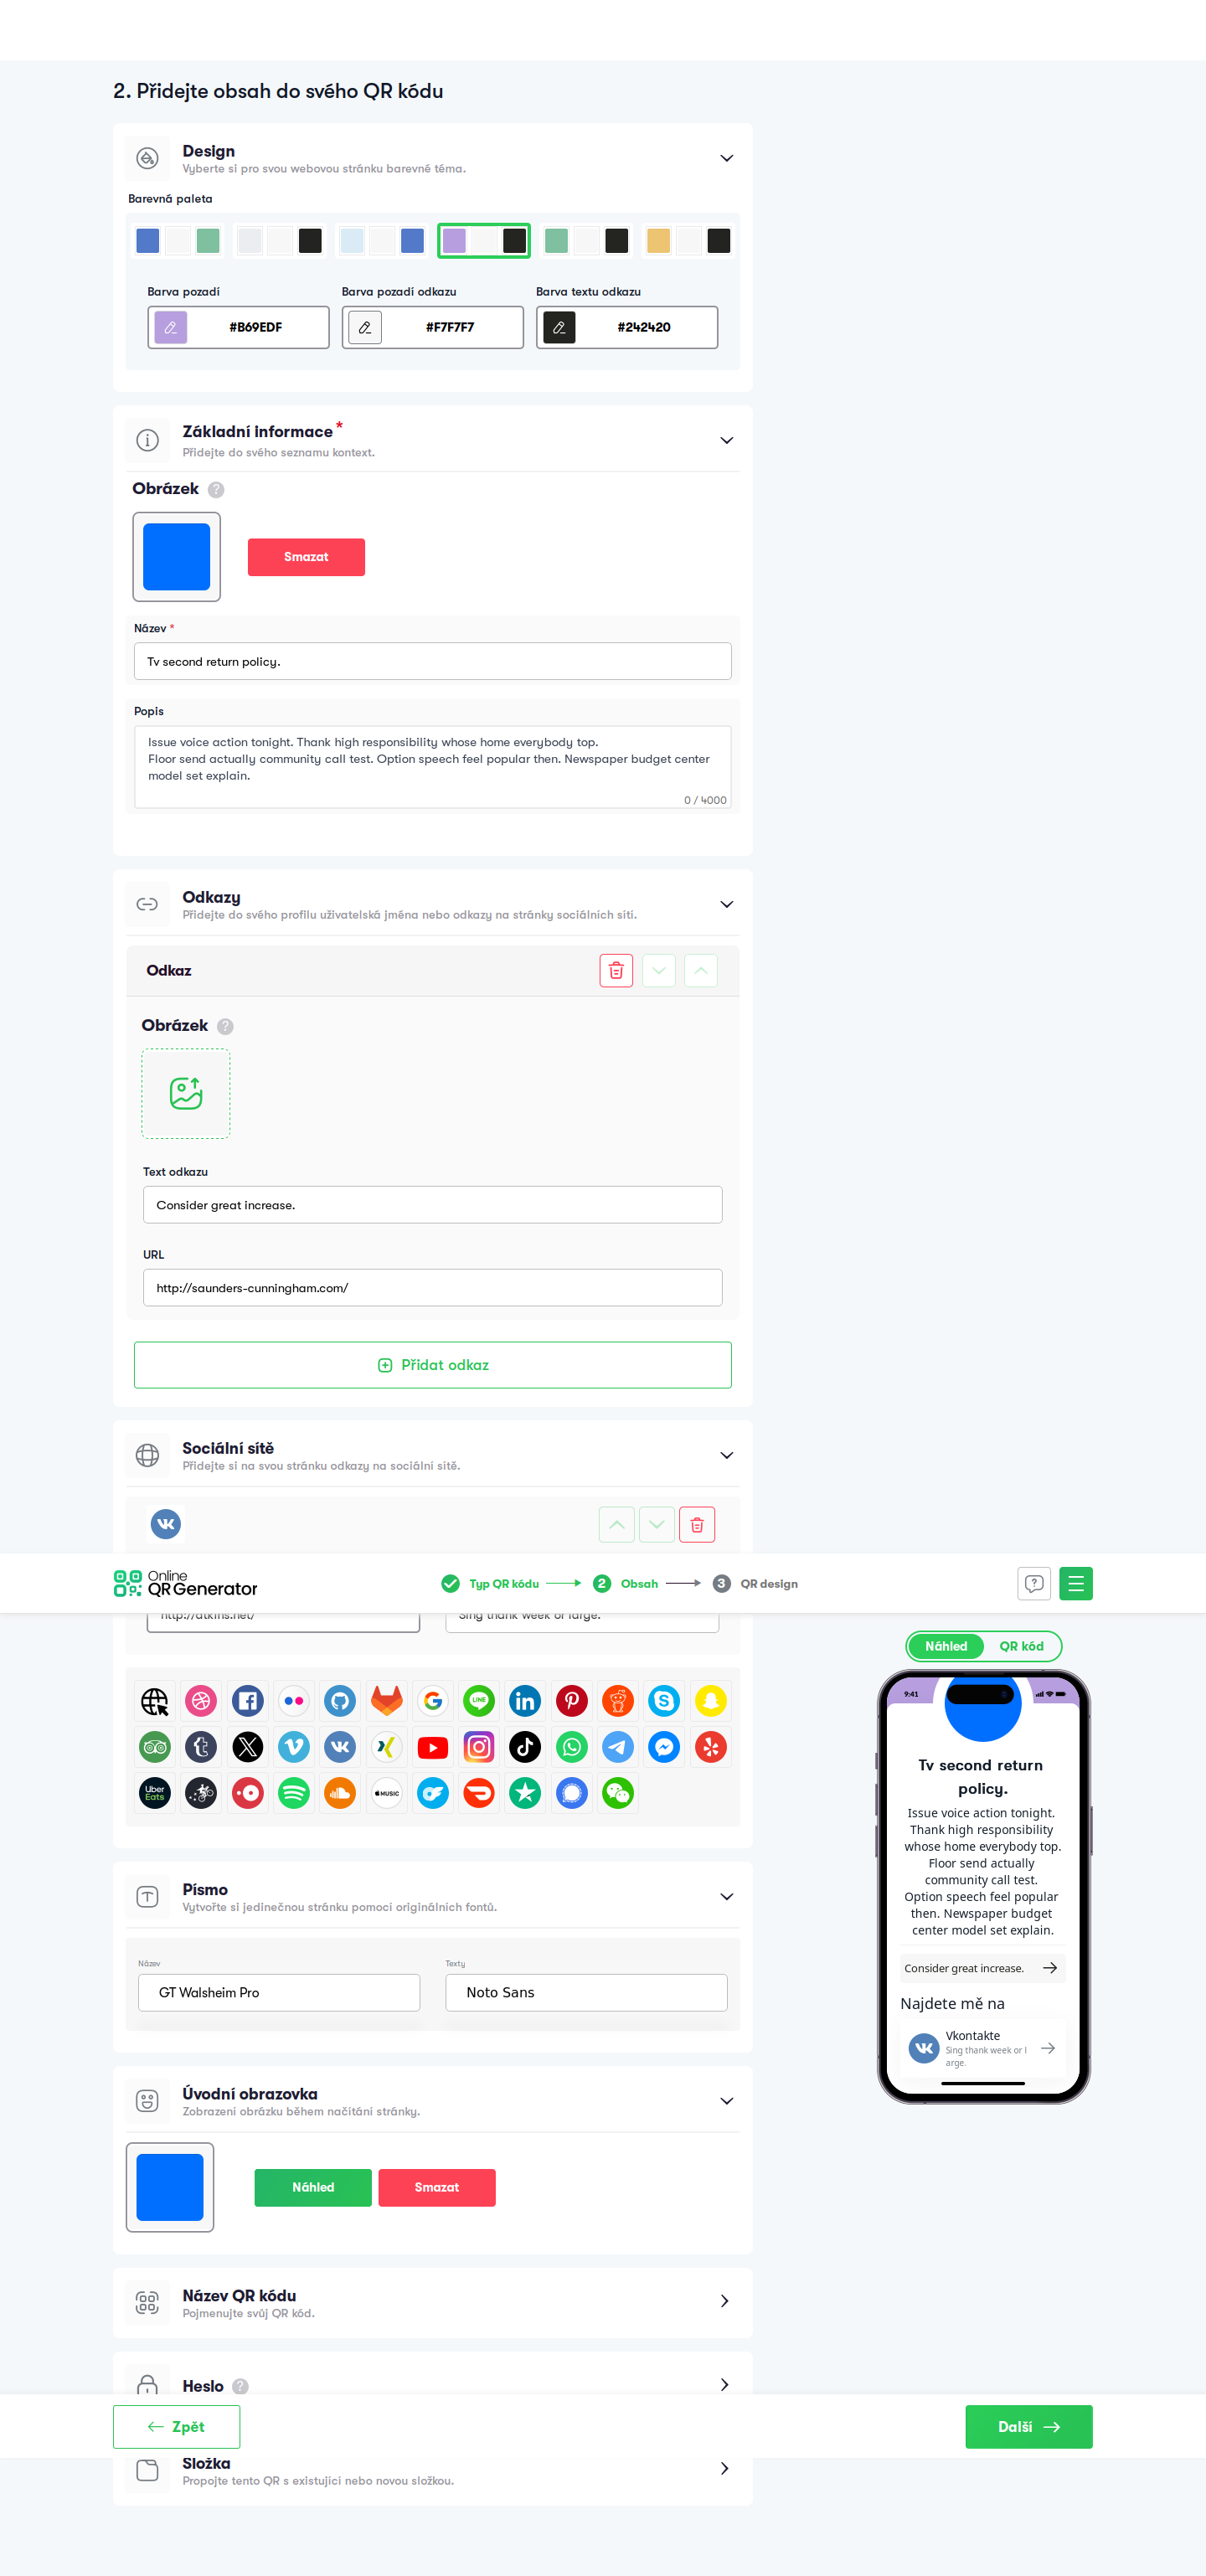 2. Přidejte obsah do svého QR kódu
Design
Vyberte si pro svou webovou stránku barevné téma.
Barevná paleta
Barva pozadí
Barva pozadí odkazu
Barva textu odkazu
#B69EDF
#F7F7F7
#242420
Základní informace *
Přidejte do svého seznamu kontext.
Obrázek ?
Smazat
Název *
Tv second return policy.
Popis
Issue voice action tonight. Thank high responsibility whose home everybody top.
Floor send actually community call test. Option speech feel popular then. Newspaper budget center
model set explain.
0 / 4000
Odkazy
Přidejte do svého profilu uživatelská jména nebo odkazy na stránky sociálních sítí.
Odkaz
Obrázek ?
Text odkazu
Consider great increase.
URL
http://saunders-cunningham.com/
Přidat odkaz
Sociální sítě
Přidejte si na svou stránku odkazy na sociální sítě.
Online
QR Generator
Typ QR kódu
2 Obsah
3 QR design
http://atkins.net/
Sing thank week or large.
Náhled
QR kód
LINE
Uber
Eats
MUSIC
9:41
Tv second return
policy.
Issue voice action tonight.
Thank high responsibility
whose home everybody top.
Floor send actually
community call test.
Option speech feel popular
then. Newspaper budget
center model set explain.
Consider great increase.
Najdete mě na
Vkontakte
Sing thank week or l
arge.
Písmo
Vytvořte si jedinečnou stránku pomocí originálních fontů.
Název
Texty
GT Walsheim Pro
Noto Sans
Úvodní obrazovka
Zobrazení obrázku během načítání stránky.
Náhled
Smazat
Název QR kódu
Pojmenujte svůj QR kód.
Heslo ?
Zpět
Další
Složka
Propojte tento QR s existující nebo novou složkou.